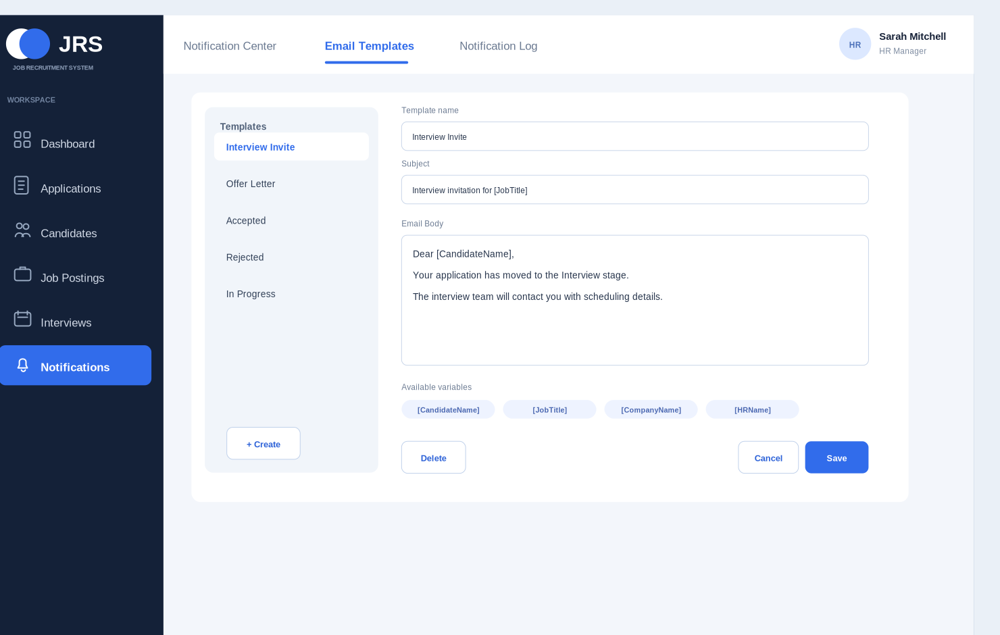 JRS
JOB RECRUITMENT SYSTEM
WORKSPACE
Dashboard
Applications
Candidates
Job Postings
Interviews
Notifications
Notification Center
Email Templates
Notification Log
HR
Sarah Mitchell
HR Manager
Templates
Interview Invite
Offer Letter
Accepted
Rejected
In Progress
+ Create
Template name
Interview Invite
Subject
Interview invitation for [JobTitle]
Email Body
Dear [CandidateName],
Your application has moved to the Interview stage.
The interview team will contact you with scheduling details.
Available variables
[CandidateName]
[JobTitle]
[CompanyName]
[HRName]
Delete
Cancel
Save